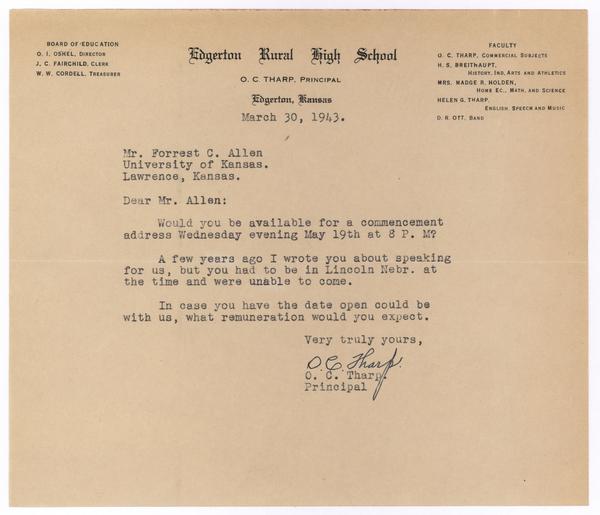 BOARD OF EDUCATION
O. I. OSHEL, DIRECTOR
J. C. FAIRCHILD, CLERK
W. W. CORDELL, TREASURER
Edgerton Rural High School
O. C. THARP, PRINCIPAL
Edgerton, Kansas
FACULTY
O. C. THARP, COMMERCIAL SUBJECTS
H. S. BREITHAUPT,
HISTORY, IND. ARTS AND ATHLETICS
MRS. MADGE R. HOLDEN,
HOME EC., MATH. AND SCIENCE
HELEN G. THARP,
ENGLISH, SPEECH AND MUSIC
D. R. OTT, BAND
March 30, 1943.
Mr. Forrest C. Allen
University of Kansas.
Lawrence, Kansas.
Dear Mr. Allen:
Would you be available for a commencement
address Wednesday evening May 19th at 8 P. M?
A few years ago I wrote you about speaking
for us, but you had to be in Lincoln Nebr. at
the time and were unable to come.
In case you have the date open could be
with us, what remuneration would you expect.
Very truly yours,
O. C. Tharp.
O. C. Tharp.
Principal